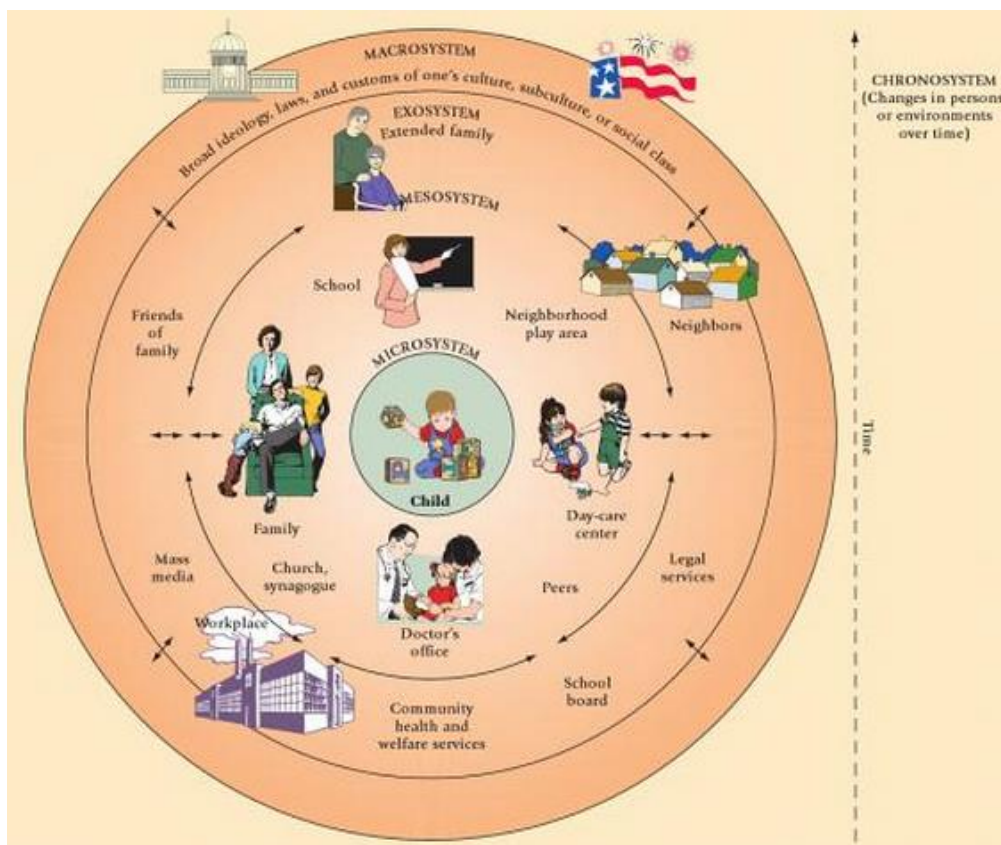 MACROSYSTEM
Broad ideology, laws, and customs of one's culture, subculture, or social class
EXOSYSTEM
Extended family
MESOSYSTEM
CHRONOSYSTEM
(Changes in persons
or environments
over time)
School
Neighborhood
play area
Neighbors
Friends
of
family
MICROSYSTEM
Child
Time
Family
Day-care
center
Mass
media
Church,
synagogue
Peers
Legal
services
Workplace
Doctor's
office
School
board
Community
health and
welfare services